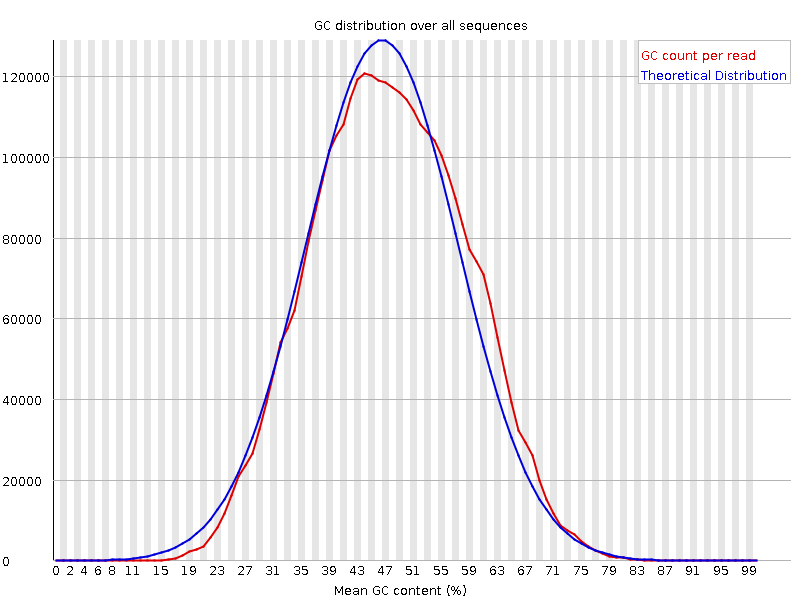 GC distribution over all sequences
GC count per read
Theoretical Distribution
120000
100000
80000
60000
40000
20000
0
0 2 4 6 8 11 15 19 23 27 31 35 39 43 47 51 55 59 63 67 71 75 79 83 87 91 95 99
Mean GC content (%)